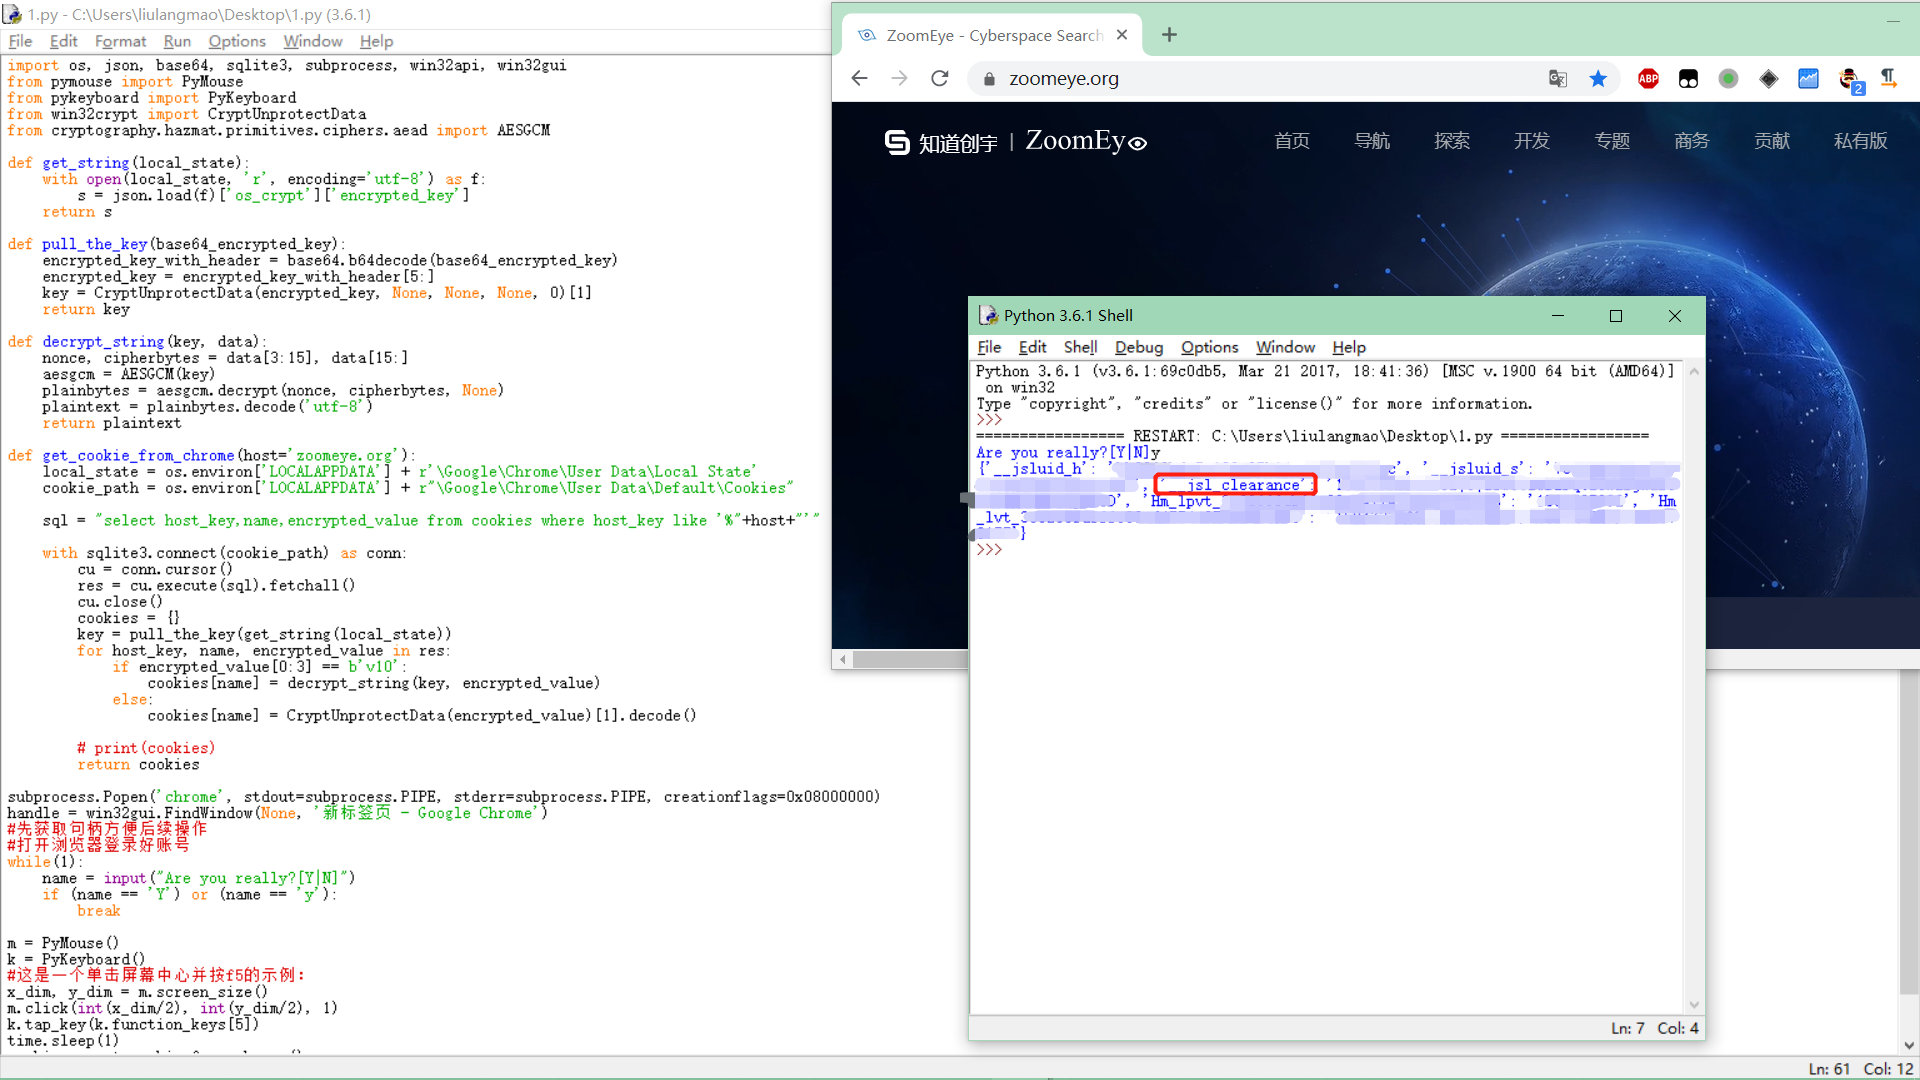 1.py - C:\Users\liulangmao\Desktop\1.py (3.6.1)
File Edit Format Run Options Window Help
import os, json, base64, sqlite3, subprocess, win32api, win32gui
from pymouse import PyMouse
from pykeyboard import PyKeyboard
from win32crypt import CryptUnprotectData
from cryptography.hazmat.primitives.ciphers.aead import AESGCM
def get_string(local_state):
    with open(local_state, 'r', encoding='utf-8') as f:
        s = json.load(f)['os_crypt']['encrypted_key']
    return s
def pull_the_key(base64_encrypted_key):
    encrypted_key_with_header = base64.b64decode(base64_encrypted_key)
    encrypted_key = encrypted_key_with_header[5:]
    key = CryptUnprotectData(encrypted_key, None, None, None, 0)[1]
    return key
def decrypt_string(key, data):
    nonce, cipherbytes = data[3:15], data[15:]
    aesgcm = AESGCM(key)
    plainbytes = aesgcm.decrypt(nonce, cipherbytes, None)
    plaintext = plainbytes.decode('utf-8')
    return plaintext
def get_cookie_from_chrome(host='zoomeye.org'):
    local_state = os.environ['LOCALAPPDATA'] + r'\Google\Chrome\User Data\Local State'
    cookie_path = os.environ['LOCALAPPDATA'] + r"\Google\Chrome\User Data\Default\Cookies"
    sql = "select host_key,name,encrypted_value from cookies where host_key like '%"+host+"'"
    with sqlite3.connect(cookie_path) as conn:
        cu = conn.cursor()
        res = cu.execute(sql).fetchall()
        cu.close()
        cookies = {}
        key = pull_the_key(get_string(local_state))
        for host_key, name, encrypted_value in res:
            if encrypted_value[0:3] == b'v10':
                cookies[name] = decrypt_string(key, encrypted_value)
            else:
                cookies[name] = CryptUnprotectData(encrypted_value)[1].decode()
        # print(cookies)
        return cookies
subprocess.Popen('chrome', stdout=subprocess.PIPE, stderr=subprocess.PIPE, creationflags=0x08000000)
handle = win32gui.FindWindow(None, '新标签页 - Google Chrome')
#先获取句柄方便后续操作
#打开浏览器登录好账号
while(1):
    name = input("Are you really?[Y|N]")
    if (name == 'Y') or (name == 'y'):
        break
m = PyMouse()
k = PyKeyboard()
#这是一个单击屏幕中心并按f5的示例:
x_dim, y_dim = m.screen_size()
m.click(int(x_dim/2), int(y_dim/2), 1)
k.tap_key(k.function_keys[5])
time.sleep(1)
Ln: 61 Col: 12
ZoomEye - Cyberspace Search
zoomeye.org
ABP
2
知道创宇 | ZoomEye
首页 导航 探索 开发 专题 商务 贡献 私有版
Python 3.6.1 Shell
File Edit Shell Debug Options Window Help
Python 3.6.1 (v3.6.1:69c0db5, Mar 21 2017, 18:41:36) [MSC v.1900 64 bit (AMD64)]
 on win32
Type "copyright", "credits" or "license()" for more information.
>>>
================= RESTART: C:\Users\liulangmao\Desktop\1.py =================
Are you really?[Y|N]y
{'__jsluid_h': ' c', '__jsluid_s': '
', '__jsl_clearance': '1
D', 'Hm_lpvt_ ': '1 ', 'Hm
_lvt_ ': '
'}
>>>
Ln: 7 Col: 4